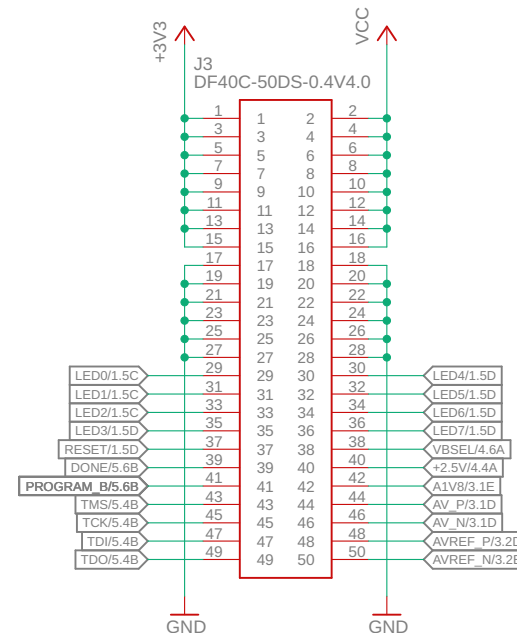 +3V3
VCC
J3
DF40C-50DS-0.4V4.0
1 1 2 2
3 3 4 4
5 5 6 6
7 7 8 8
9 9 10 10
11 11 12 12
13 13 14 14
15 15 16 16
17 17 18 18
19 19 20 20
21 21 22 22
23 23 24 24
25 25 26 26
27 27 28 28
LED0/1.5C 29 29 30 30 LED4/1.5D
LED1/1.5C 31 31 32 32 LED5/1.5D
LED2/1.5C 33 33 34 34 LED6/1.5D
LED3/1.5D 35 35 36 36 LED7/1.5D
RESET/1.5D 37 37 38 38 VBSEL/4.6A
DONE/5.6B 39 39 40 40 +2.5V/4.4A
PROGRAM_B/5.6B 41 41 42 42 A1V8/3.1E
TMS/5.4B 43 43 44 44 AV_P/3.1D
TCK/5.4B 45 45 46 46 AV_N/3.1D
TDI/5.4B 47 47 48 48 AVREF_P/3.2D
TDO/5.4B 49 49 50 50 AVREF_N/3.2E
GND
GND